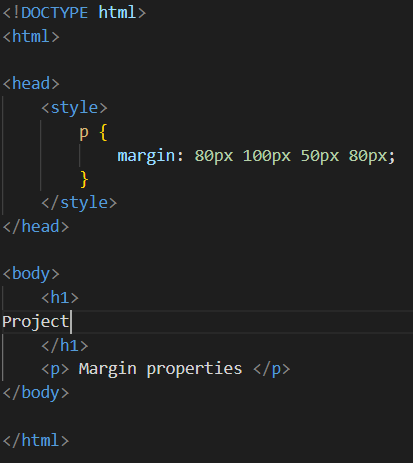 <!DOCTYPE html>
<html>
<head>
<style>
p {
margin: 80px 100px 50px 80px;
}
</style>
</head>
<body>
<h1>
Project
</h1>
<p> Margin properties </p>
</body>
</html>